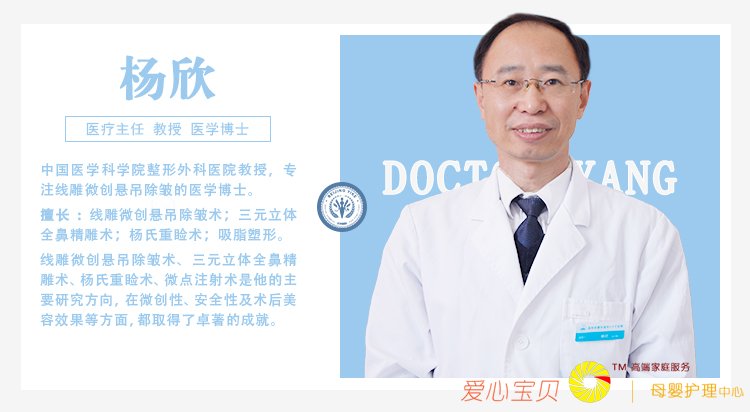 杨欣
医疗主任 教授 医学博士
中国医学科学院整形外科医院教授，专
注线雕微创悬吊除皱的医学博士。
擅长：线雕微创悬吊除皱术；三元立体
全鼻精雕术；杨氏重睑术；吸脂塑形。
线雕微创悬吊除皱术、三元立体全鼻精
雕术、杨氏重睑术、微点注射术是他的主
要研究方向，在微创性、安全性及术后美
容效果等方面，都取得了卓著的成就。
爱心宝贝
TM 高端家庭服务
母婴护理中心